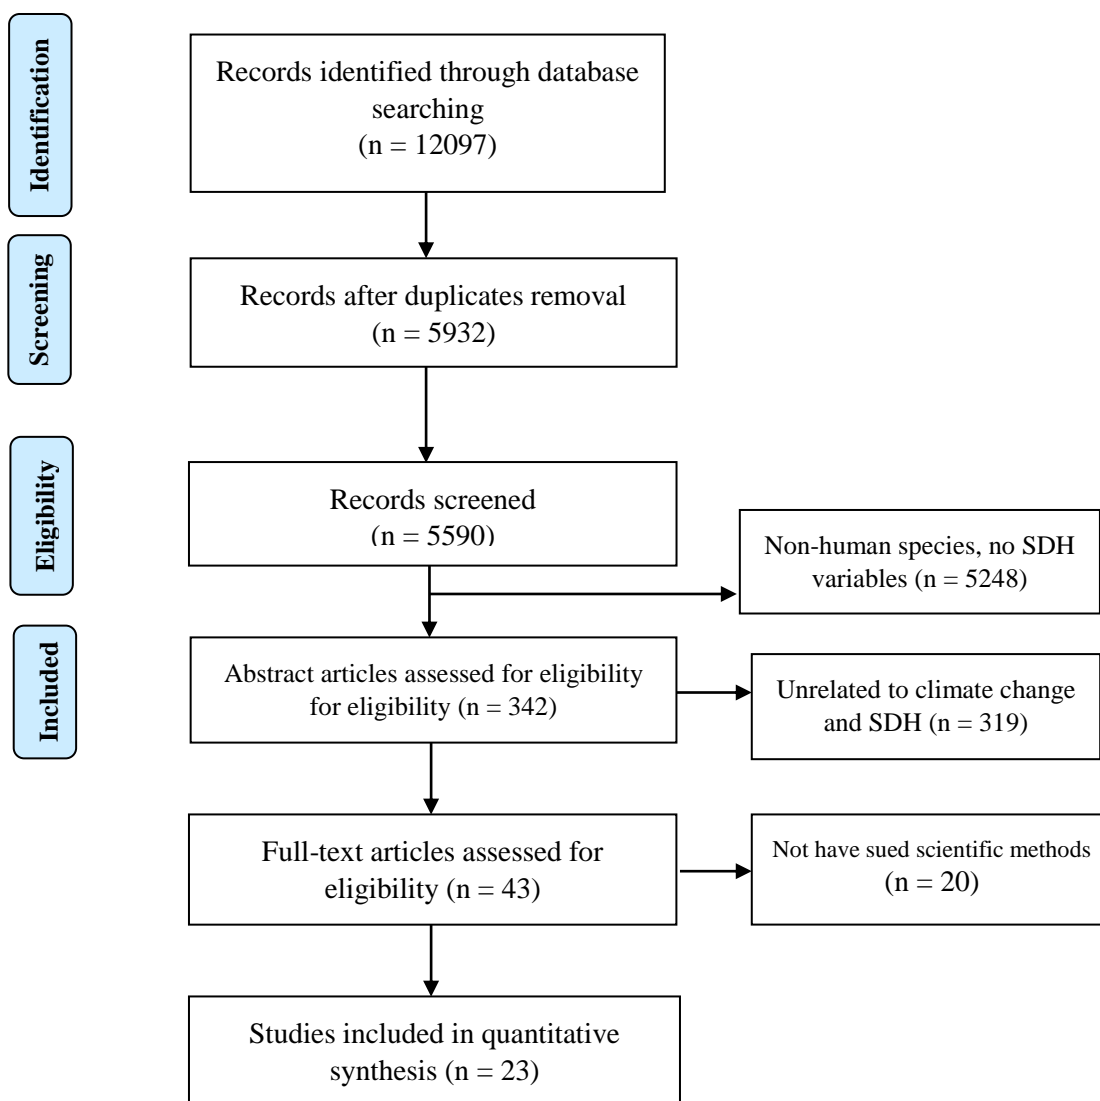 Identification
Records identified through database
searching
(n = 12097)
Screening
Records after duplicates removal
(n = 5932)
Eligibility
Records screened
(n = 5590)
Non-human species, no SDH
variables (n = 5248)
Included
Abstract articles assessed for eligibility
for eligibility (n = 342)
Unrelated to climate change
and SDH (n = 319)
Full-text articles assessed for
eligibility (n = 43)
Not have sued scientific methods
(n = 20)
Studies included in quantitative
synthesis (n = 23)